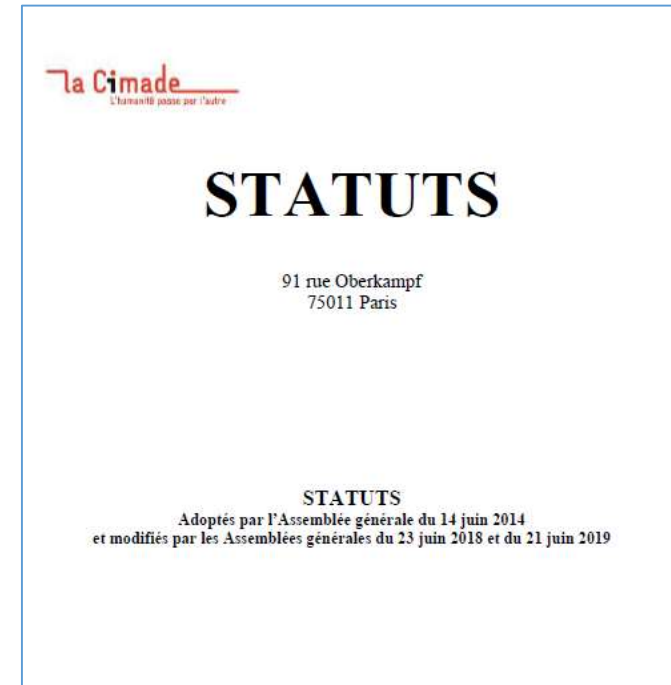 la Cimade
L'humanité passe par l'autre
STATUTS
91 rue Oberkampf
75011 Paris
STATUTS
Adoptés par l'Assemblée générale du 14 juin 2014
et modifiés par les Assemblées générales du 23 juin 2018 et du 21 juin 2019